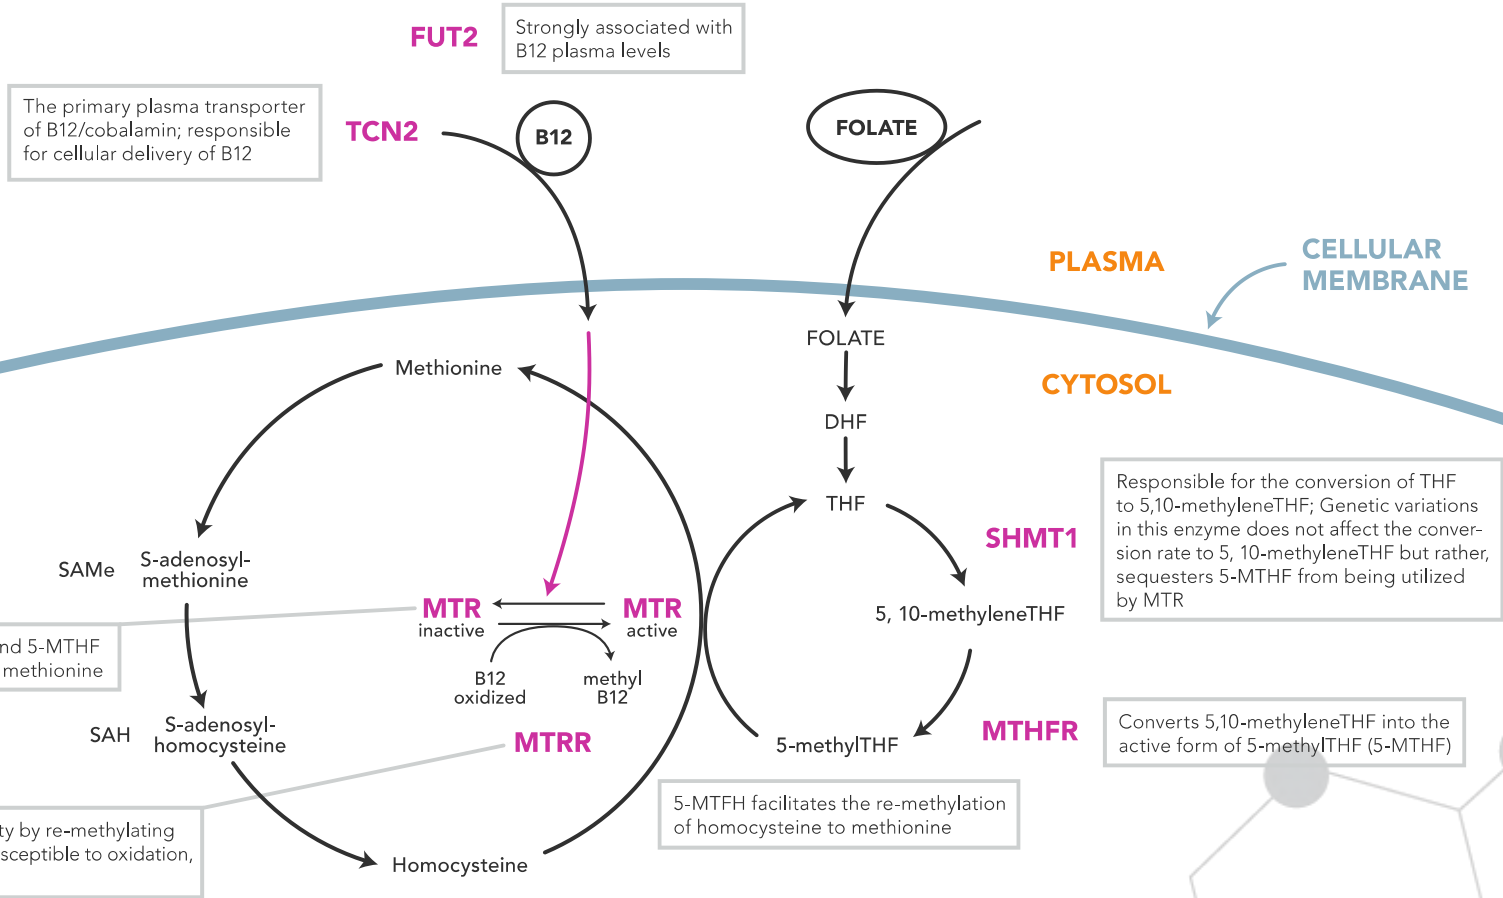 FUT2
Strongly associated with
B12 plasma levels
The primary plasma transporter
of B12/cobalamin; responsible
for cellular delivery of B12
TCN2
B12
FOLATE
PLASMA
CELLULAR
MEMBRANE
FOLATE
CYTOSOL
Methionine
DHF
THF
Responsible for the conversion of THF
to 5,10-methyleneTHF; Genetic variations
in this enzyme does not affect the conver-
sion rate to 5, 10-methyleneTHF but rather,
sequesters 5-MTHF from being utilized
by MTR
SHMT1
SAMe
S-adenosyl-
methionine
MTR
inactive
MTR
active
5, 10-methyleneTHF
nd 5-MTHF
methionine
B12
oxidized
methyl
B12
SAH
S-adenosyl-
homocysteine
MTRR
5-methylTHF
MTHFR
Converts 5,10-methyleneTHF into the
active form of 5-methylTHF (5-MTHF)
5-MTFH facilitates the re-methylation
of homocysteine to methionine
ty by re-methylating
sceptible to oxidation,
Homocysteine